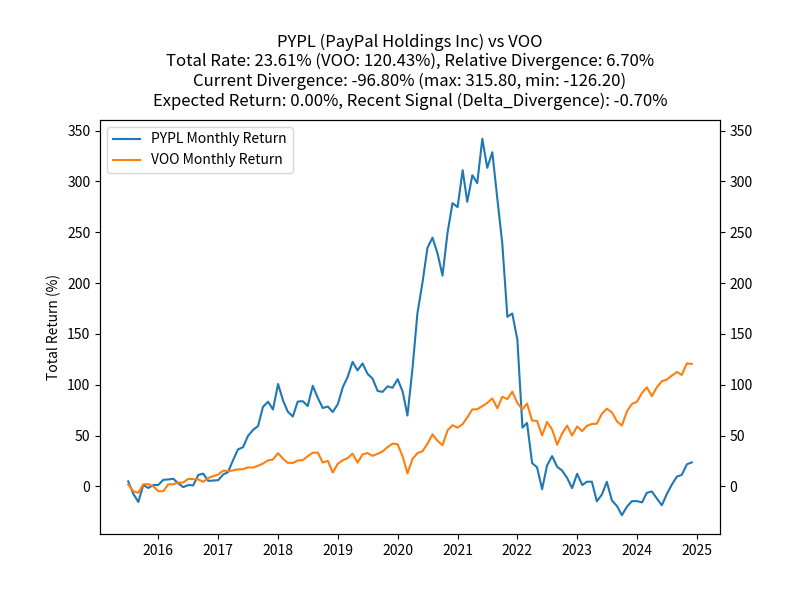 PYPL (PayPal Holdings Inc) vs VOO
Total Rate: 23.61% (VOO: 120.43%), Relative Divergence: 6.70%
Current Divergence: -96.80% (max: 315.80, min: -126.20)
Expected Return: 0.00%, Recent Signal (Delta_Divergence): -0.70%
PYPL Monthly Return
VOO Monthly Return
Total Return (%)
350 350
300 300
250 250
200 200
150 150
100 100
50 50
0 0
2016 2017 2018 2019 2020 2021 2022 2023 2024 2025